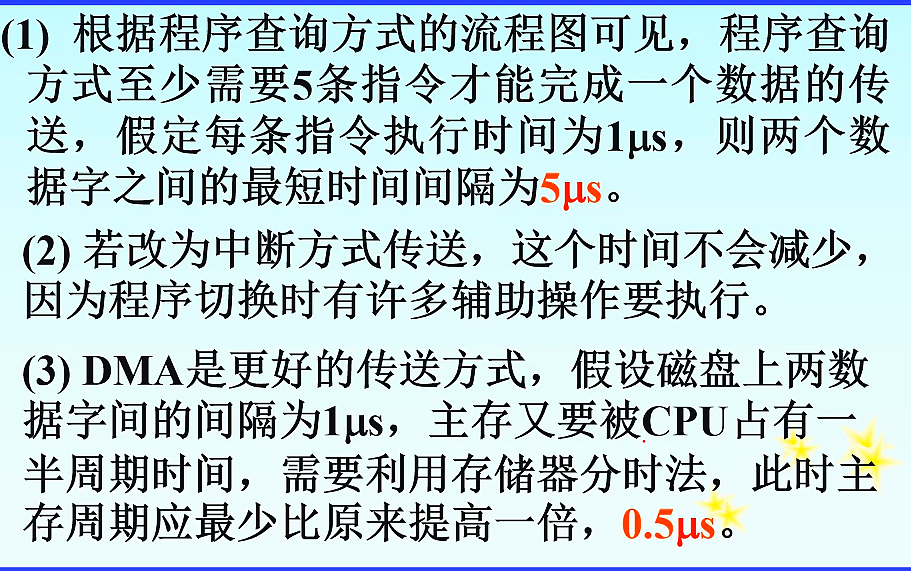 (1) 根据程序查询方式的流程图可见，程序查询
方式至少需要5条指令才能完成一个数据的传
送，假定每条指令执行时间为1μs，则两个数
据字之间的最短时间间隔为5μs。
(2) 若改为中断方式传送，这个时间不会减少，
因为程序切换时有许多辅助操作要执行。
(3) DMA是更好的传送方式，假设磁盘上两数
据字间的间隔为1μs，主存又要被CPU占有一
半周期时间，需要利用存储器分时法，此时主
存周期应最少比原来提高一倍，0.5μs。